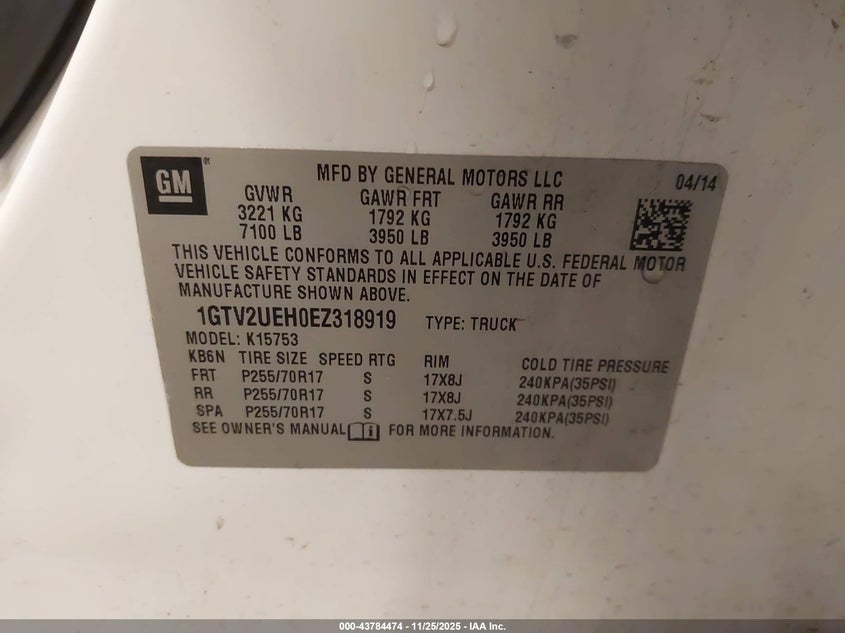 GM ®
MFD BY GENERAL MOTORS LLC 04/14
GVWR GAWR FRT GAWR RR
3221 KG 1792 KG 1792 KG
7100 LB 3950 LB 3950 LB
THIS VEHICLE CONFORMS TO ALL APPLICABLE U.S. FEDERAL MOTOR
VEHICLE SAFETY STANDARDS IN EFFECT ON THE DATE OF
MANUFACTURE SHOWN ABOVE.
1GTV2UEH0EZ318919 TYPE: TRUCK
MODEL: K15753
KB6N TIRE SIZE SPEED RTG RIM COLD TIRE PRESSURE
FRT P255/70R17 S 17X8J 240KPA(35PSI)
RR P255/70R17 S 17X8J 240KPA(35PSI)
SPA P255/70R17 S 17X7.5J 240KPA(35PSI)
SEE OWNER'S MANUAL FOR MORE INFORMATION.
000-43784474 - 11/25/2025 - IAA Inc.